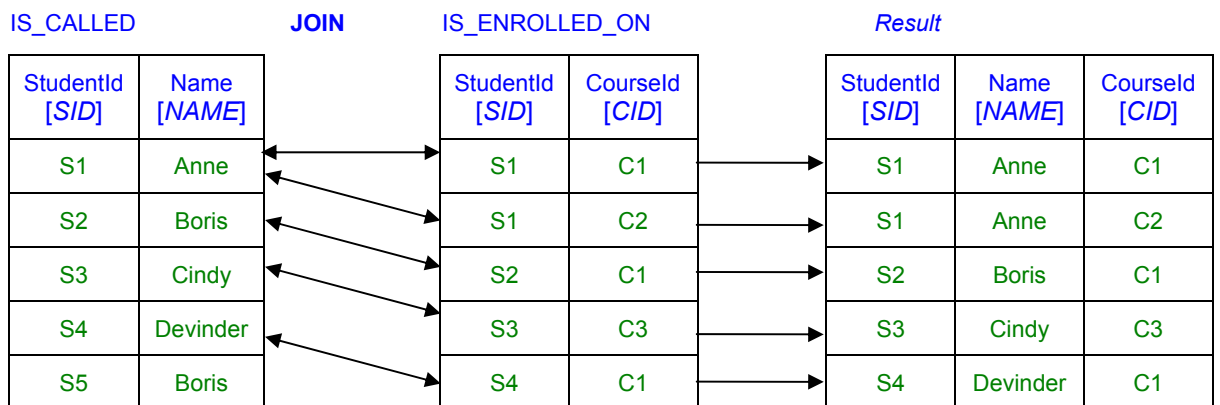 IS_CALLED JOIN IS_ENROLLED_ON Result
StudentId Name StudentId CourseId StudentId Name CourseId
[SID] [NAME] [SID] [CID] [SID] [NAME] [CID]
S1 Anne S1 C1 S1 Anne C1
S2 Boris S1 C2 S1 Anne C2
S3 Cindy S2 C1 S2 Boris C1
S4 Devinder S3 C3 S3 Cindy C3
S5 Boris S4 C1 S4 Devinder C1